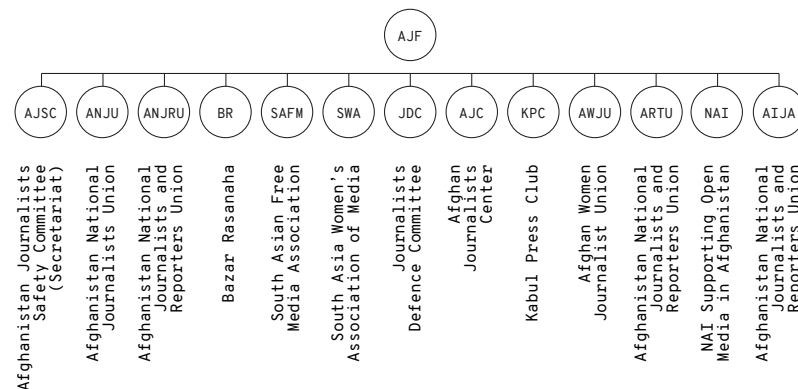 AJF
AJSC
ANJU
ANJRU
BR
SAFM
SWA
JDC
AJC
KPC
AWJU
ARTU
NAI
AIJA
Afghanistan Journalists
Safety Committee
(Secretariat)
Afghanistan National
Journalists Union
Afghanistan National
Journalists and
Reporters Union
Bazar Rasanaha
South Asian Free
Media Association
South Asia Women's
Association of Media
Journalists
Defence Committee
Afghan
Journalists
Center
Kabul Press Club
Afghan Women
Journalist Union
Afghanistan National
Journalists and
Reporters Union
NAI Supporting Open
Media in Afghanistan
Afghanistan National
Journalists and
Reporters Union